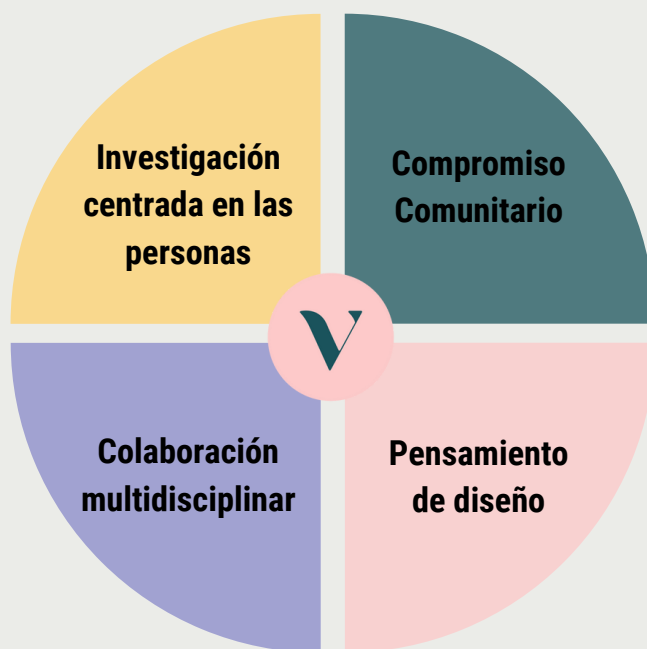 Investigación
centrada en las
personas
Compromiso
Comunitario
V
Colaboración
multidisciplinar
Pensamiento
de diseño